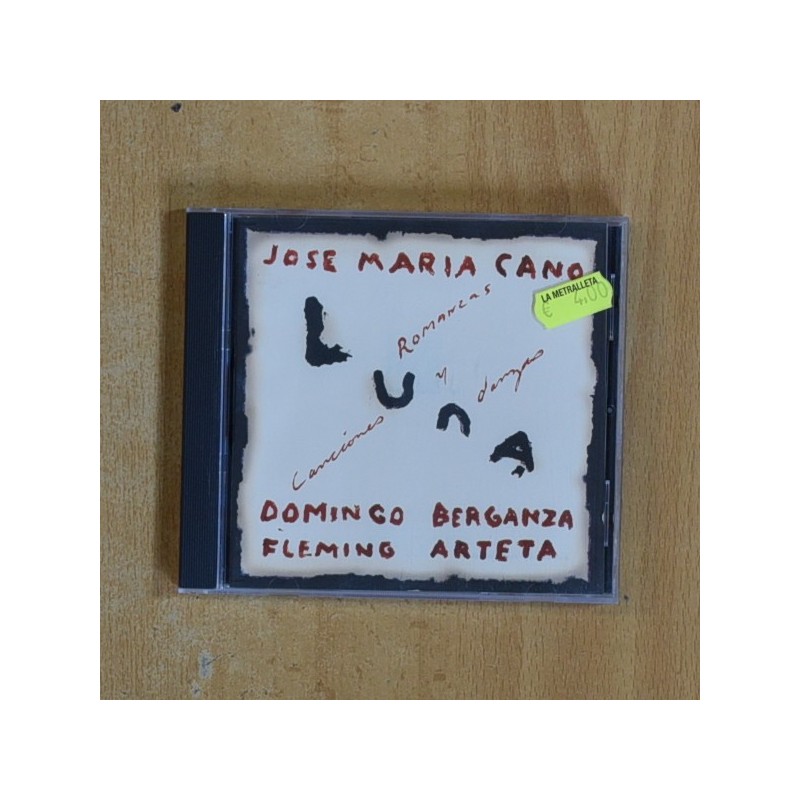 JOSE MARIA CANO
LA METRALLETA
€ 4,00
LUNA
ROMANZAS
y danzas
Canciones
DOMINGO BERGANZA
FLEMING ARTETA